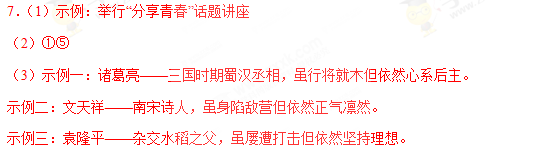 7.（1）示例：举行“分享青春”话题讲座
（2）①⑤
（3）示例一：诸葛亮——三国时期蜀汉丞相，虽行将就木但依然心系后主。
示例二：文天祥——南宋诗人，虽身陷敌营但依然正气凛然。
示例三：袁隆平——杂交水稻之父，虽屡遭打击但依然坚持理想。